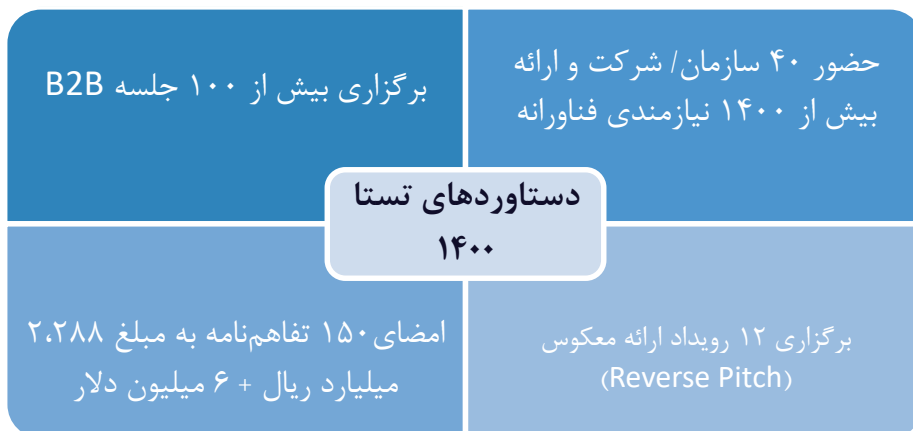 حضور ۴۰ سازمان/ شرکت و ارائه
بیش از ۱۴۰۰ نیازمندی فناورانه
برگزاری بیش از ۱۰۰ جلسه B2B
دستاوردهای تستا
۱۴۰۰
برگزاری ۱۲ رویداد ارائه معکوس
(Reverse Pitch)
امضای ۱۵۰ تفاهم‌نامه به مبلغ ۲،۲۸۸
میلیارد ریال + ۶ میلیون دلار